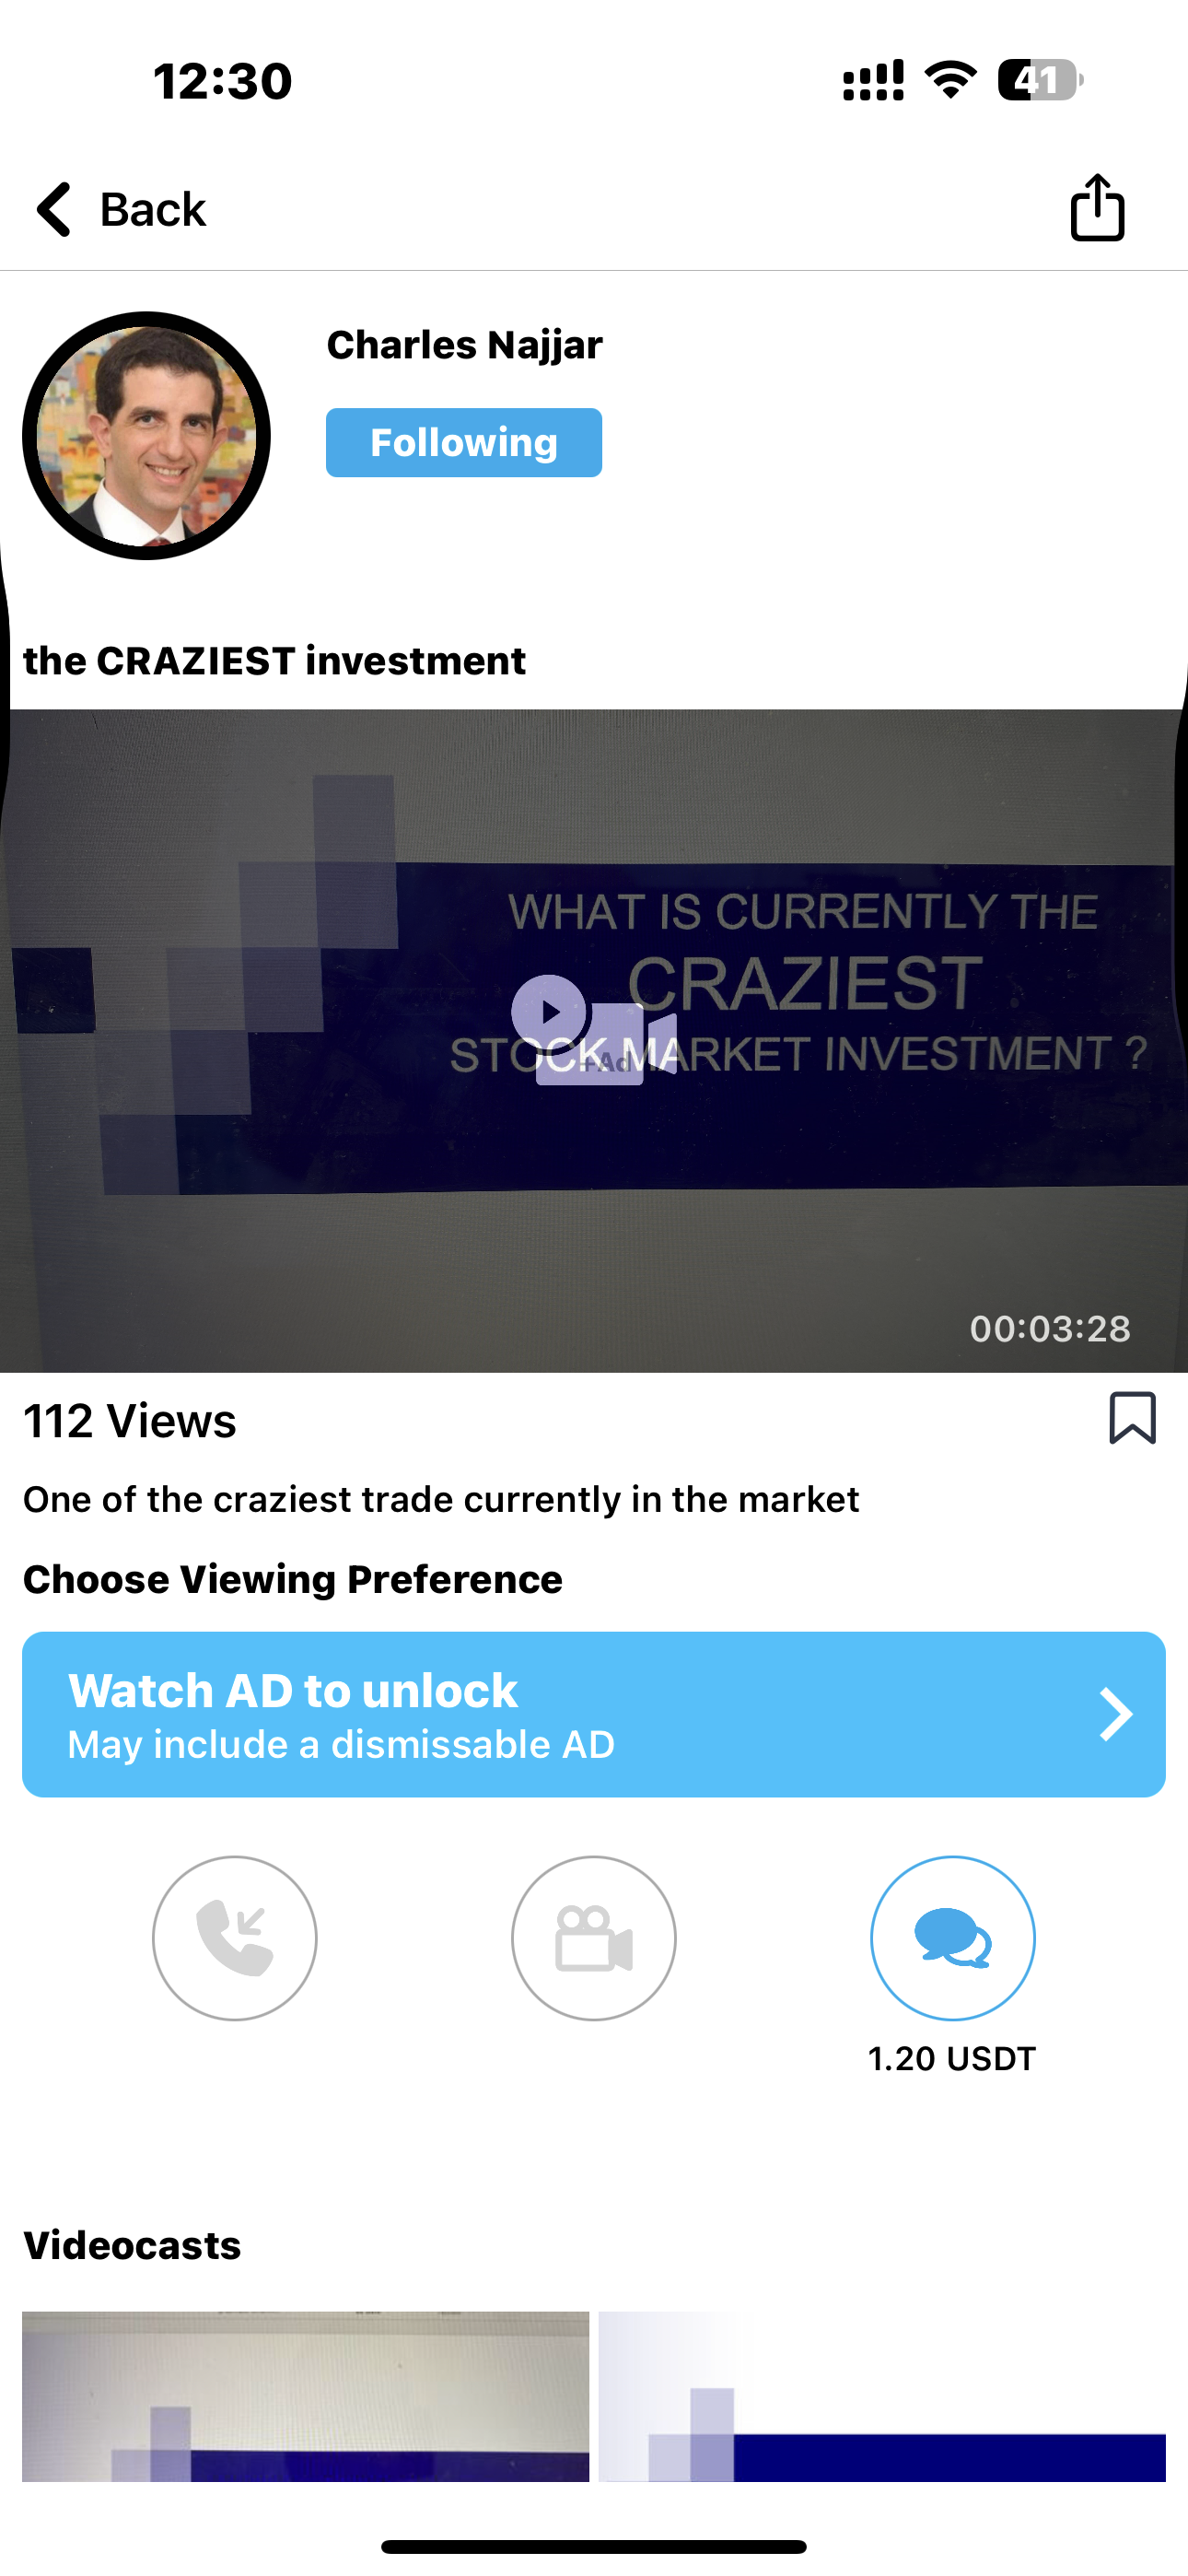 12:30
41
Back
Charles Najjar
Following
the CRAZIEST investment
WHAT IS CURRENTLY THE
CRAZIEST
STOCK MARKET INVESTMENT ?
+Ad
00:03:28
112 Views
One of the craziest trade currently in the market
Choose Viewing Preference
Watch AD to unlock
May include a dismissable AD
1.20 USDT
Videocasts